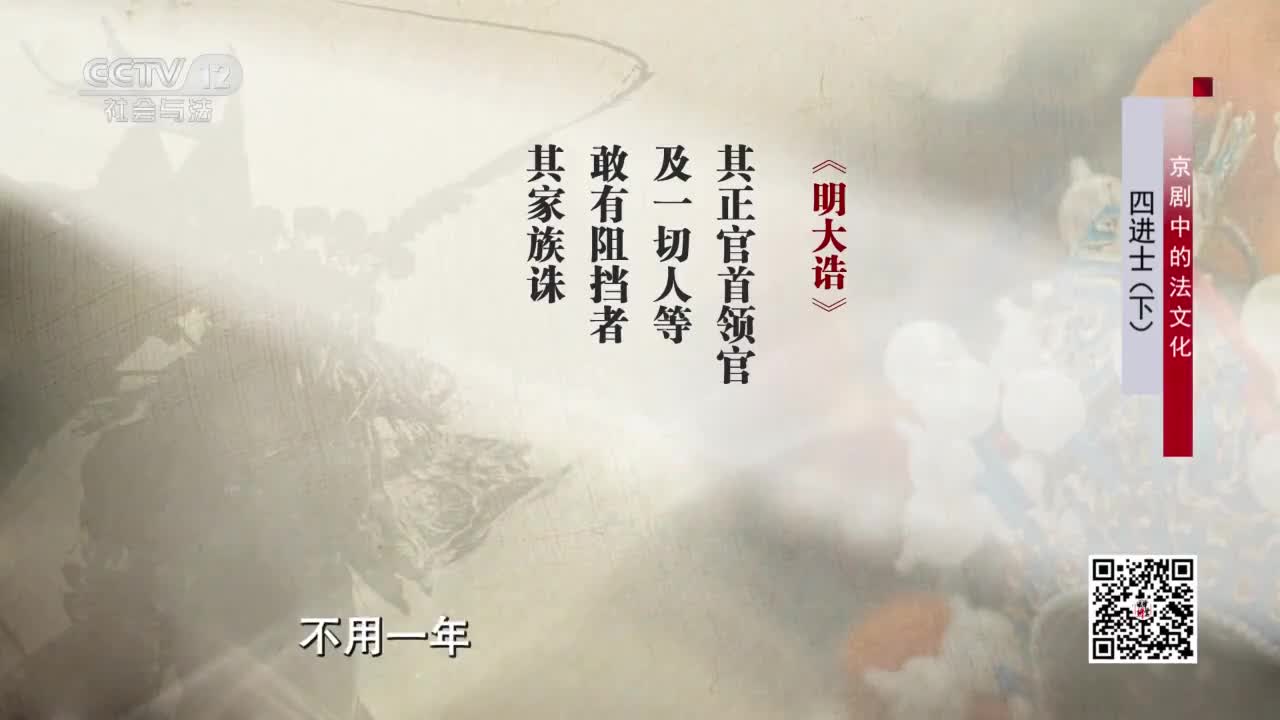 CCTV 12
社会与法
《明大诰》
其正官首领官
及一切人等
敢有阻挡者
其家族诛
京剧中的法文化
四进士（下）
不用一年